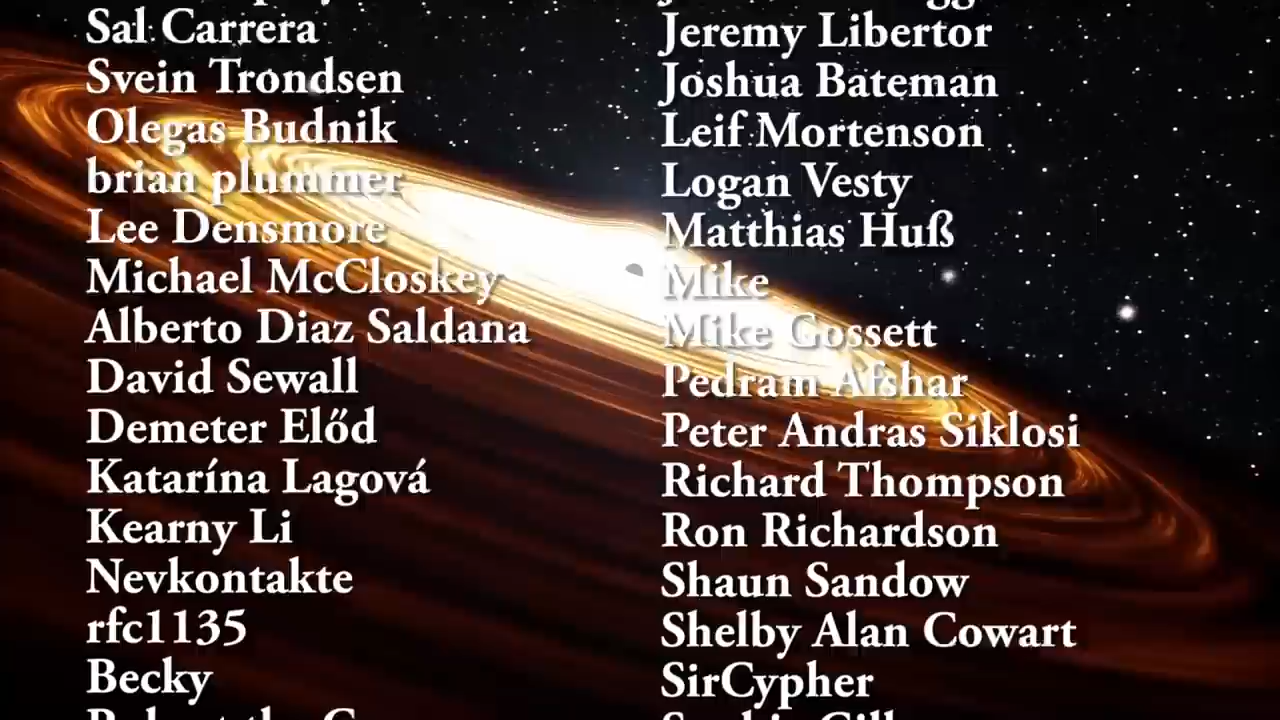 Sal Carrera
Svein Trondsen
Olegas Budnik
brian plummer
Lee Densmore
Michael McCloskey
Alberto Diaz Saldana
David Sewall
Demeter Előd
Katarína Lagová
Kearny Li
Nevkontakte
rfc1135
Becky
Jeremy Libertor
Joshua Bateman
Leif Mortenson
Logan Vesty
Matthias Huß
Mike
Mike Gossett
Pedram Afshar
Peter Andras Siklosi
Richard Thompson
Ron Richardson
Shaun Sandow
Shelby Alan Cowart
SirCypher